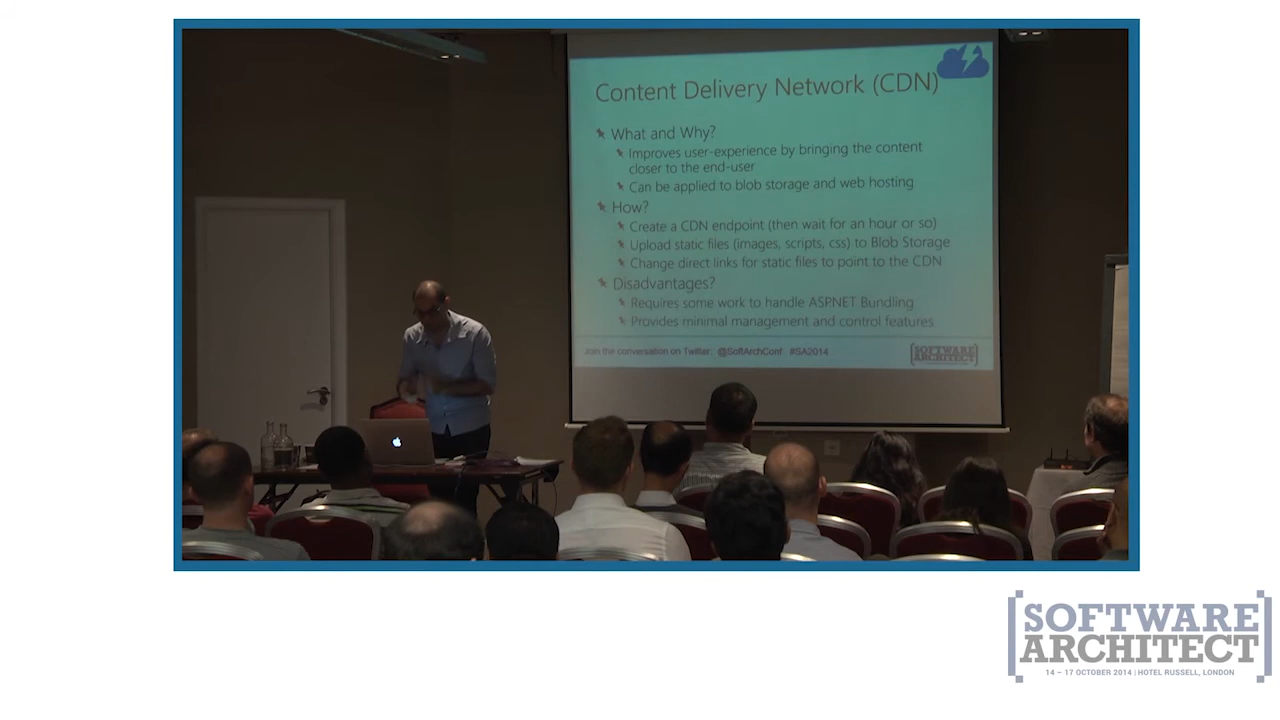 Content Delivery Network (CDN)
What and Why?
Improves user-experience by bringing the content
closer to the end-user
Can be applied to blob storage and web hosting
How?
Create a CDN endpoint (then wait for an hour or so)
Upload static files (images, scripts, css) to Blob Storage
Change direct links for static files to point to the CDN
Disadvantages?
Requires some work to handle ASP.NET Bundling
Provides minimal management and control features
Join the conversation on Twitter: @SoftArchConf #SA2014
[SOFTWARE
ARCHITECT]
[SOFTWARE
ARCHITECT]
14 – 17 OCTOBER 2014 | HOTEL RUSSELL, LONDON